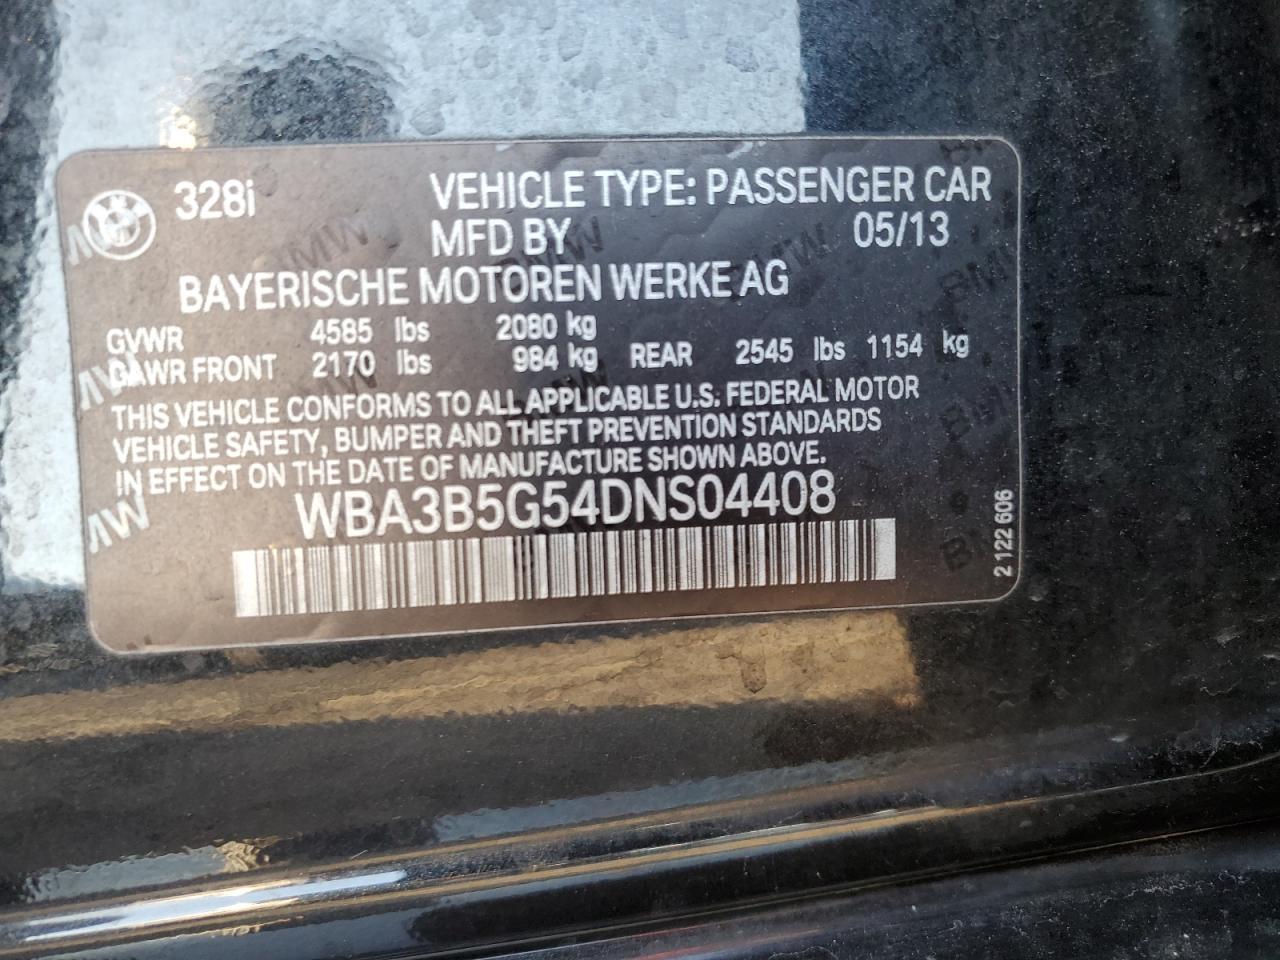 328i VEHICLE TYPE: PASSENGER CAR
MFD BY 05/13
BAYERISCHE MOTOREN WERKE AG
GVWR 4585 lbs 2080 kg
GAWR FRONT 2170 lbs 984 kg REAR 2545 lbs 1154 kg
THIS VEHICLE CONFORMS TO ALL APPLICABLE U.S. FEDERAL MOTOR
VEHICLE SAFETY, BUMPER AND THEFT PREVENTION STANDARDS
IN EFFECT ON THE DATE OF MANUFACTURE SHOWN ABOVE.
WBA3B5G54DNS04408
2 122 606